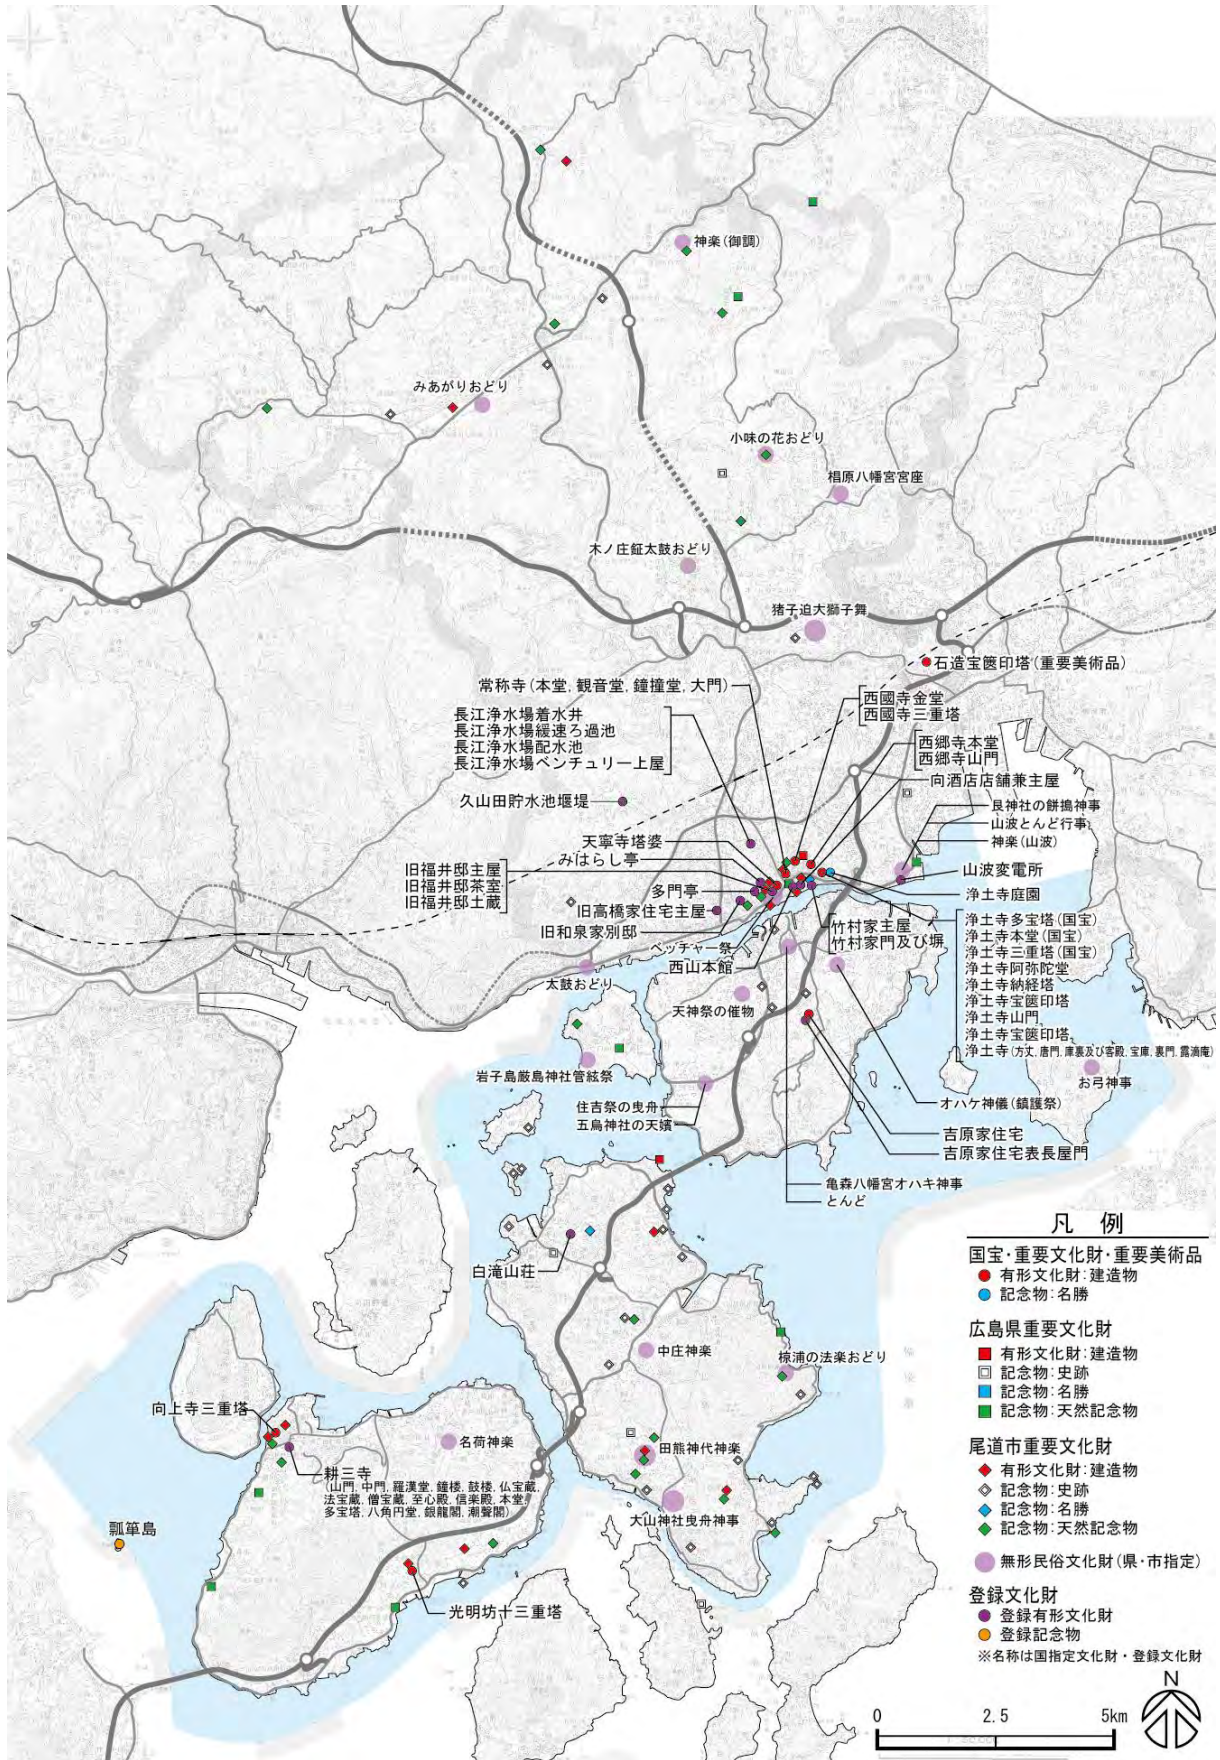 神楽(御調)
みあがりおどり
小味の花おどり
椙原八幡宮宮座
木ノ庄鉦太鼓おどり
猪子迫大獅子舞
石造宝篋印塔(重要美術品)
常称寺(本堂, 観音堂, 鐘撞堂, 大門)
西國寺金堂
西國寺三重塔
長江浄水場着水井
長江浄水場緩速ろ過池
長江浄水場配水池
長江浄水場ベンチュリー上屋
西郷寺本堂
西郷寺山門
向酒店店舗兼主屋
久山田貯水池堰堤
艮神社の餅搗神事
山波とんど行事
神楽(山波)
天寧寺塔婆
みはらし亭
旧福井邸主屋
旧福井邸茶室
旧福井邸土蔵
山波変電所
多門亭
浄土寺庭園
旧高橋家住宅主屋
旧和泉家別邸
竹村家主屋
竹村家門及び塀
ベッチャー祭
西山本館
浄土寺多宝塔(国宝)
浄土寺本堂(国宝)
浄土寺三重塔(国宝)
浄土寺阿弥陀堂
浄土寺納経塔
浄土寺宝篋印塔
浄土寺山門
浄土寺宝篋印塔
浄土寺(方丈, 唐門, 庫裏及び客殿, 宝庫, 裏門, 露滴庵)
太鼓おどり
天神祭の催物
岩子島厳島神社管絃祭
お弓神事
オハケ神儀(鎮護祭)
住吉祭の曳舟
五烏神社の天嬪
吉原家住宅
吉原家住宅表長屋門
亀森八幡宮オハキ神事
とんど
白滝山荘
中庄神楽
椋浦の法楽おどり
向上寺三重塔
名荷神楽
田熊神代神楽
耕三寺
(山門, 中門, 羅漢堂, 鐘楼, 鼓楼, 仏宝蔵,
法宝蔵, 僧宝蔵, 至心殿, 信楽殿, 本堂,
多宝塔, 八角円堂, 銀龍閣, 潮聲閣)
大山神社曳舟神事
瓢箪島
光明坊十三重塔
凡 例
国宝・重要文化財・重要美術品
有形文化財:建造物
記念物:名勝
広島県重要文化財
有形文化財:建造物
記念物:史跡
記念物:名勝
記念物:天然記念物
尾道市重要文化財
有形文化財:建造物
記念物:史跡
記念物:名勝
記念物:天然記念物
無形民俗文化財(県・市指定)
登録文化財
登録有形文化財
登録記念物
※名称は国指定文化財・登録文化財
N
0 2.5 5km